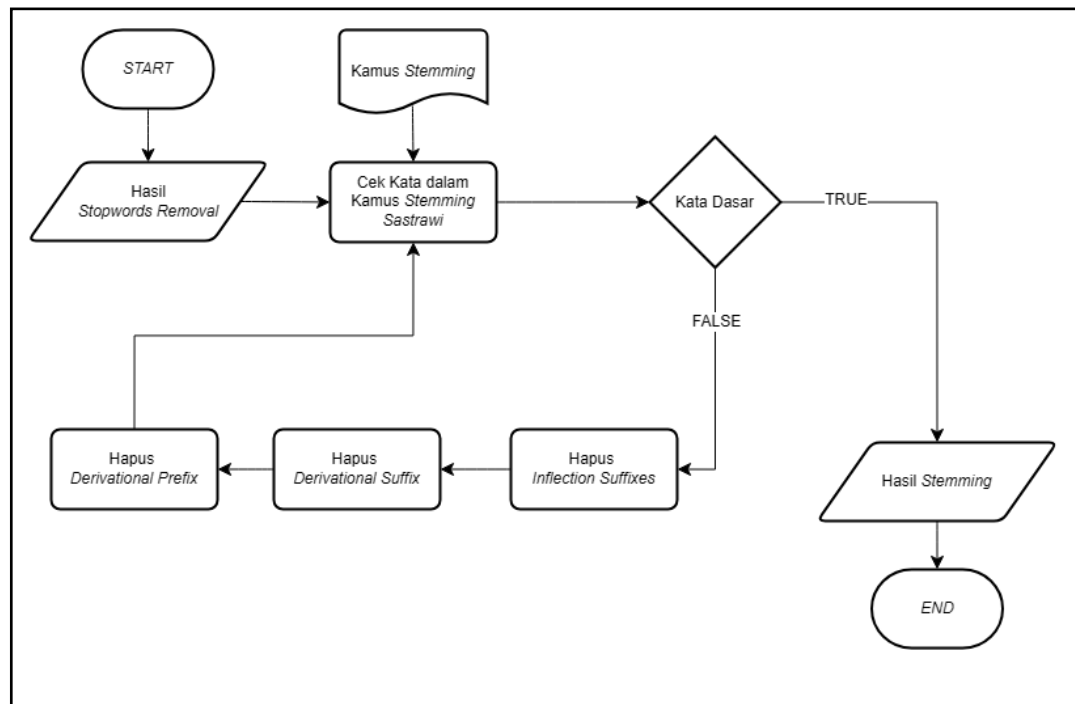 START
Kamus Stemming
Hasil
Stopwords Removal
Cek Kata dalam
Kamus Stemming
Sastrawi
Kata Dasar
TRUE
FALSE
Hapus
Derivational Prefix
Hapus
Derivational Suffix
Hapus
Inflection Suffixes
Hasil Stemming
END